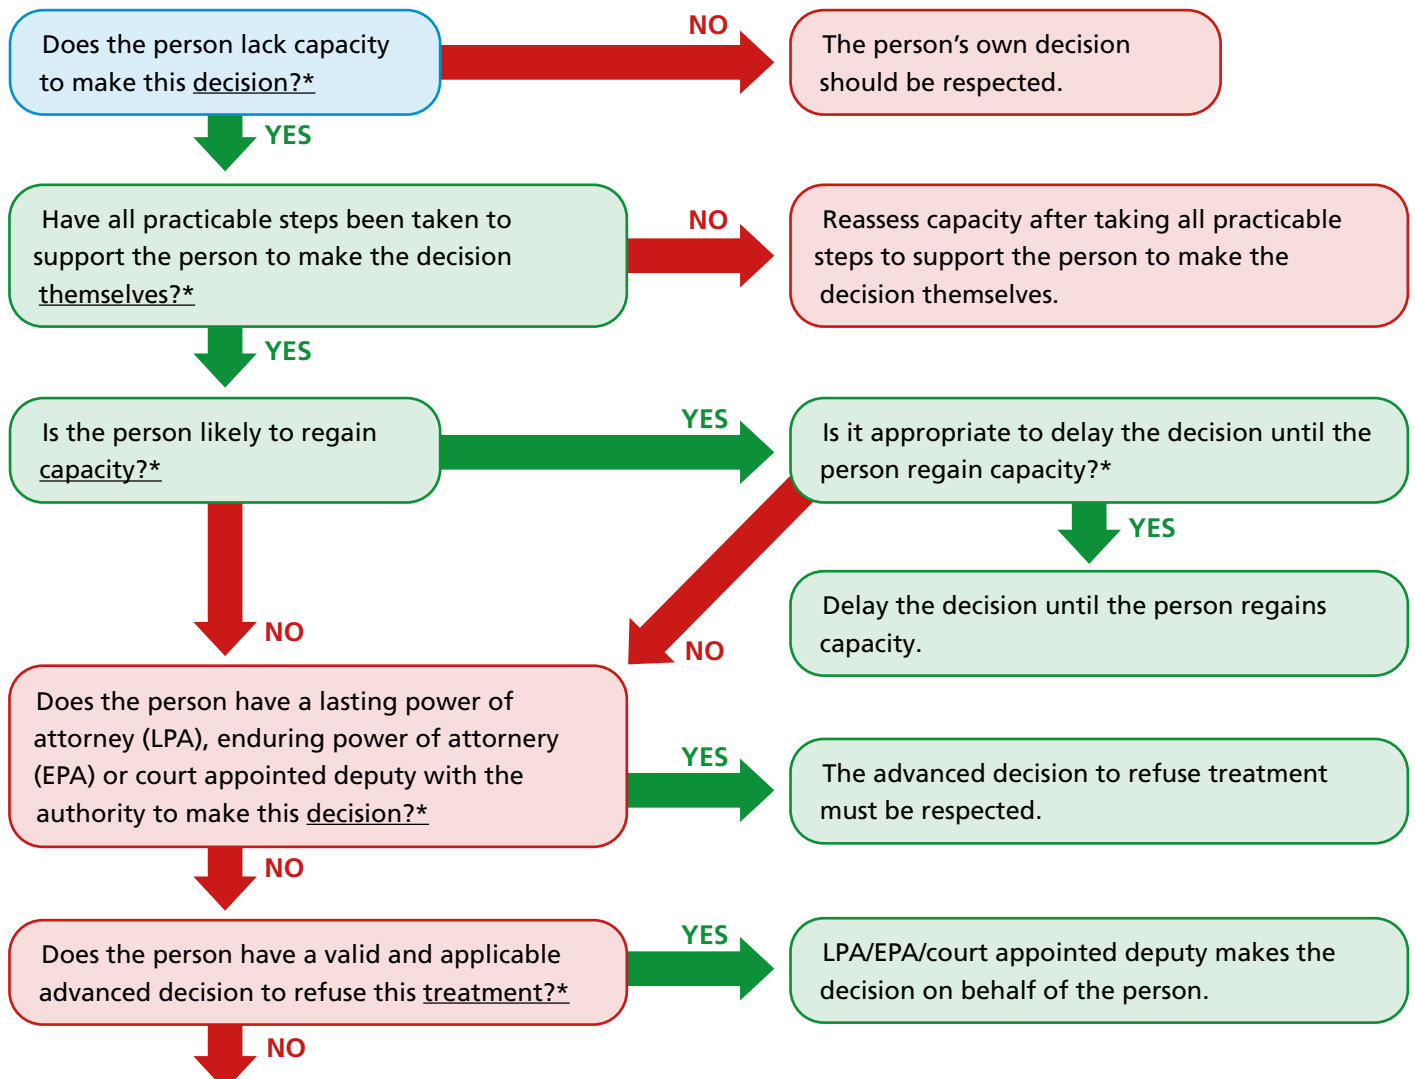 Does the person lack capacity
to make this decision?*
NO
The person's own decision
should be respected.
YES
Have all practicable steps been taken to
support the person to make the decision
themselves?*
NO
Reassess capacity after taking all practicable
steps to support the person to make the
decision themselves.
YES
Is the person likely to regain
capacity?*
YES
Is it appropriate to delay the decision until the
person regain capacity?*
YES
Delay the decision until the person regains
capacity.
NO
NO
Does the person have a lasting power of
attorney (LPA), enduring power of attornery
(EPA) or court appointed deputy with the
authority to make this decision?*
YES
The advanced decision to refuse treatment
must be respected.
NO
Does the person have a valid and applicable
advanced decision to refuse this treatment?*
YES
LPA/EPA/court appointed deputy makes the
decision on behalf of the person.
NO